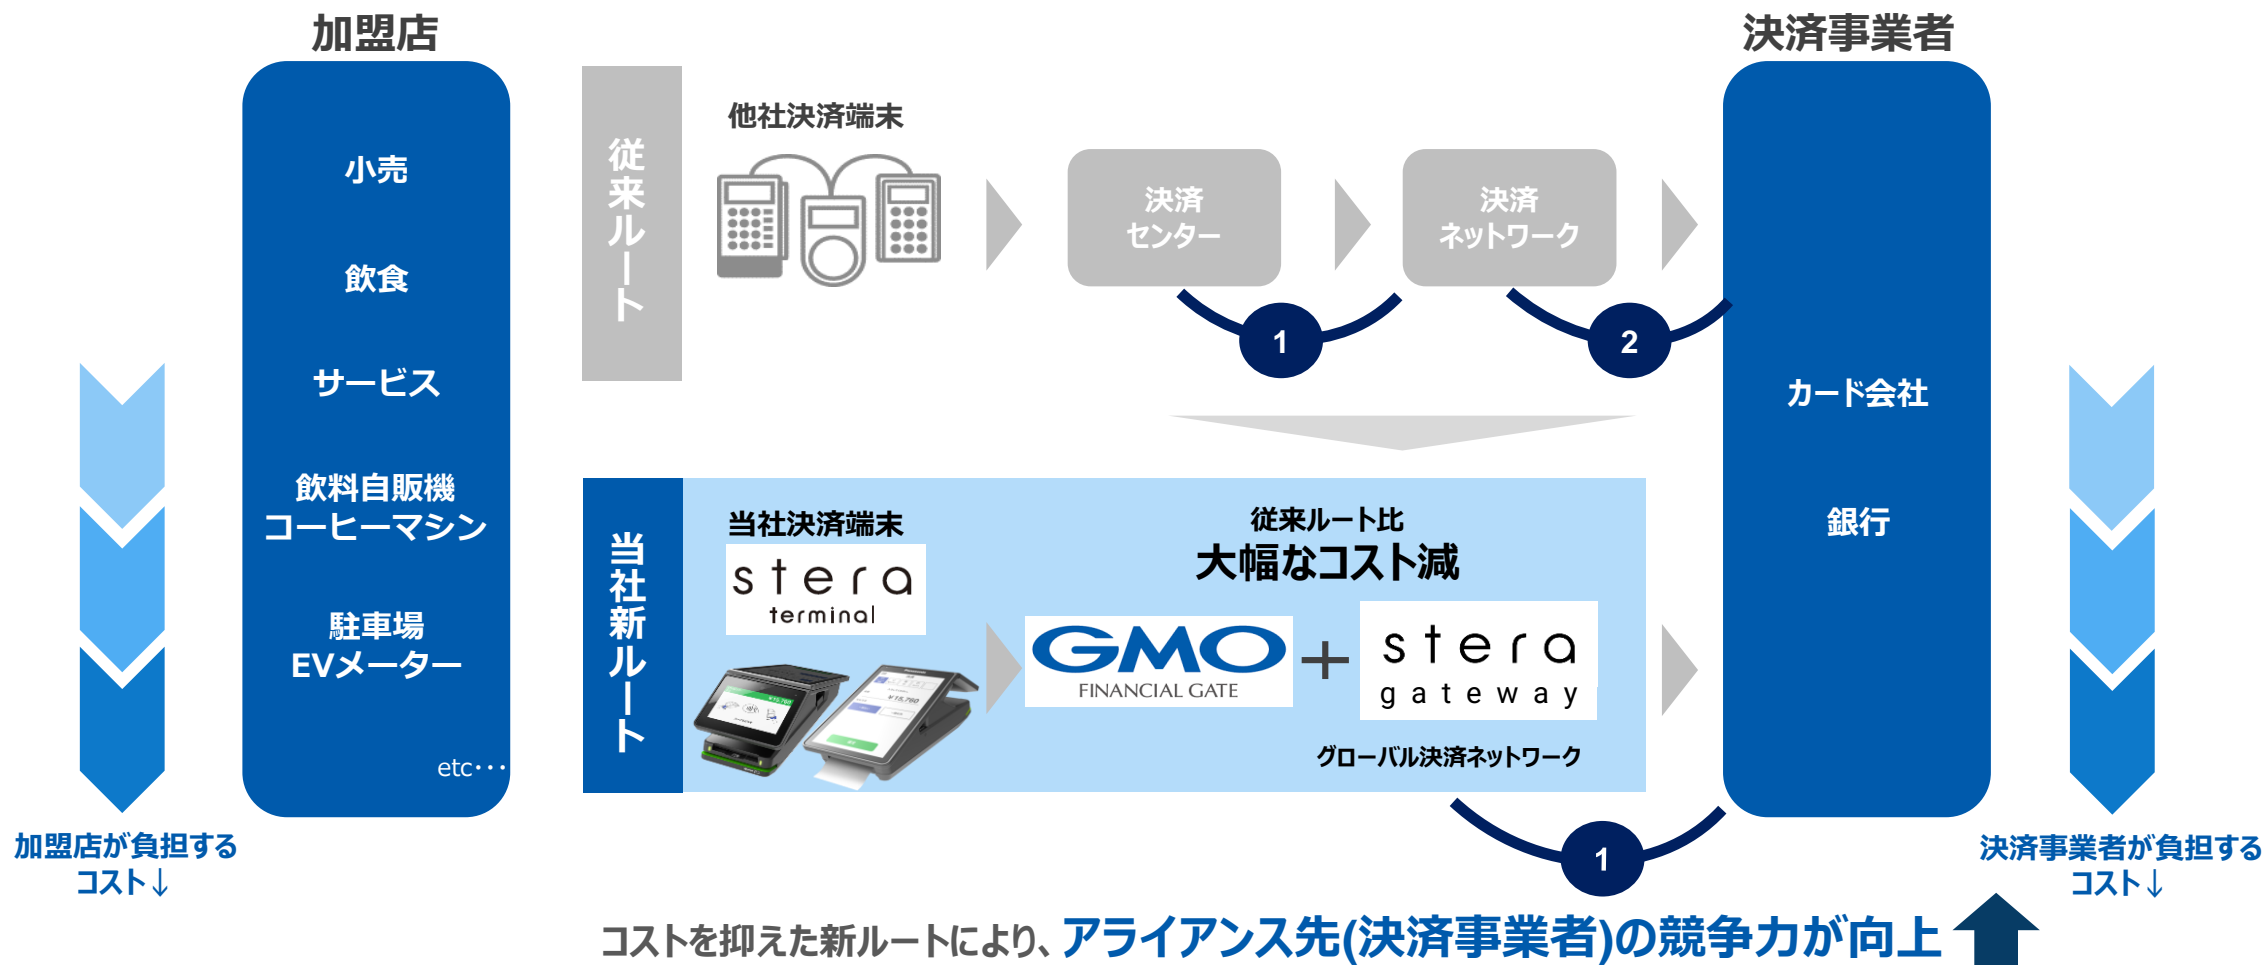 加盟店
決済事業者
小売
飲食
サービス
飲料自販機
コーヒーマシン
駐車場
EVメーター
etc・・・
従来ルート
他社決済端末
決済
センター
決済
ネットワーク
1
2
カード会社
銀行
当社新ルート
当社決済端末
stera
terminal
従来ルート比
大幅なコスト減
GMO
FINANCIAL GATE
+
stera
gateway
グローバル決済ネットワーク
1
加盟店が負担する
コスト↓
決済事業者が負担する
コスト↓
コストを抑えた新ルートにより、アライアンス先(決済事業者)の競争力が向上